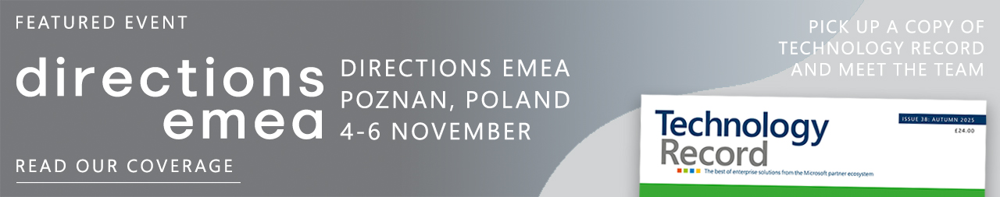 FEATURED EVENT
directions
emea
DIRECTIONS EMEA
POZNAN, POLAND
4-6 NOVEMBER
READ OUR COVERAGE
PICK UP A COPY OF
TECHNOLOGY RECORD
AND MEET THE TEAM
Technology
Record
ISSUE 38: AUTUMN 2025
£24.00
The best of enterprise solutions from the Microsoft partner ecosystem